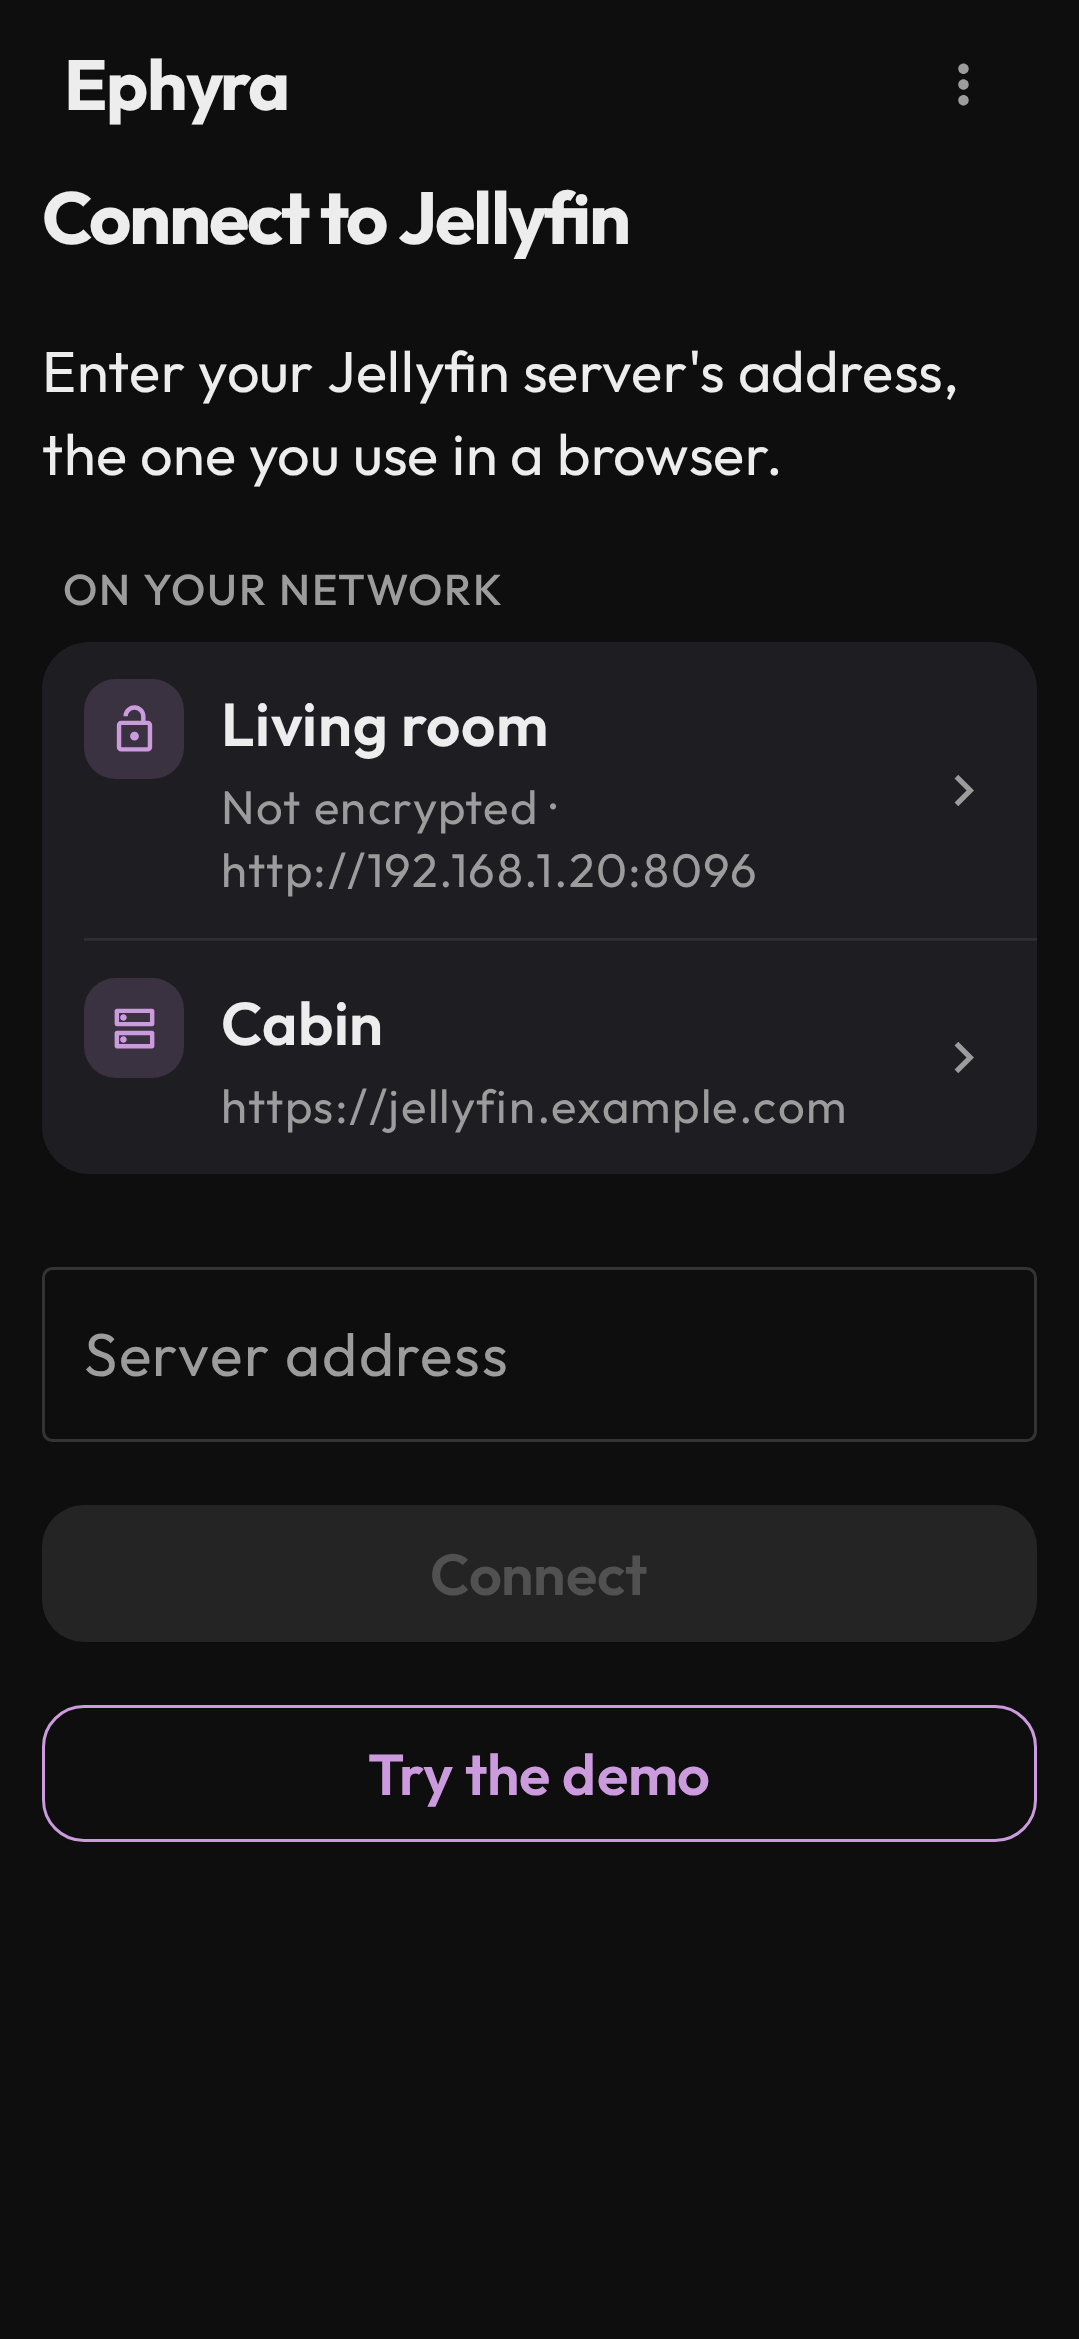 Ephyra
Connect to Jellyfin
Enter your Jellyfin server's address,
the one you use in a browser.
ON YOUR NETWORK
Living room
Not encrypted ·
http://192.168.1.20:8096
Cabin
https://jellyfin.example.com
Server address
Connect
Try the demo